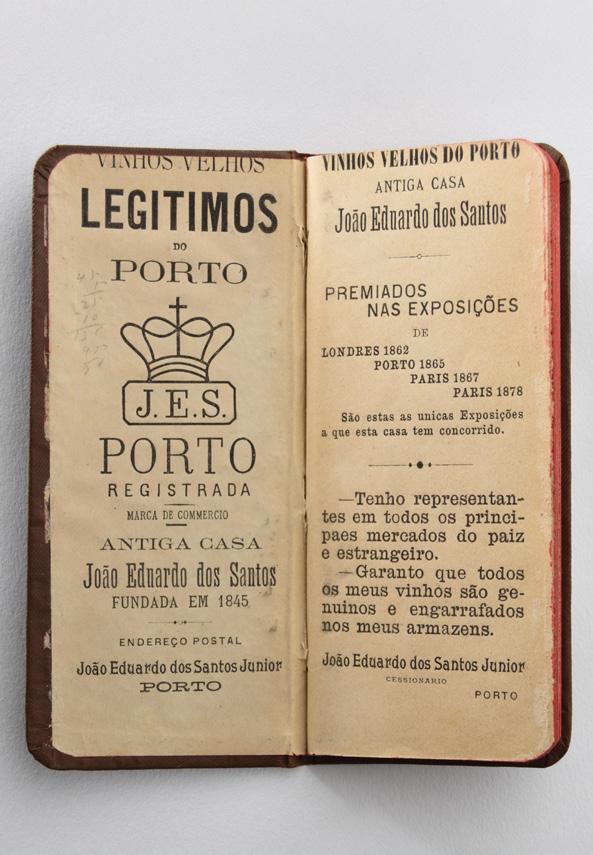 VINHOS VELHOS
LEGITIMOS
DO
PORTO
J.E.S.
PORTO
REGISTRADA
MARCA DE COMMERCIO
ANTIGA CASA
João Eduardo dos Santos
FUNDADA EM 1845
ENDEREÇO POSTAL
João Eduardo dos Santos Junior
PORTO
VINHOS VELHOS DO PORTO
ANTIGA CASA
João Eduardo dos Santos
PREMIADOS
NAS EXPOSIÇÕES
DE
LONDRES 1862
PORTO 1865
PARIS 1867
PARIS 1878
São estas as unicas Exposições
a que esta casa tem concorrido.
—Tenho representan-
tes em todos os princi-
paes mercados do paiz
e estrangeiro.
—Garanto que todos
os meus vinhos são ge-
nuinos e engarrafados
nos meus armazens.
João Eduardo dos Santos Junior
CESSIONARIO
PORTO